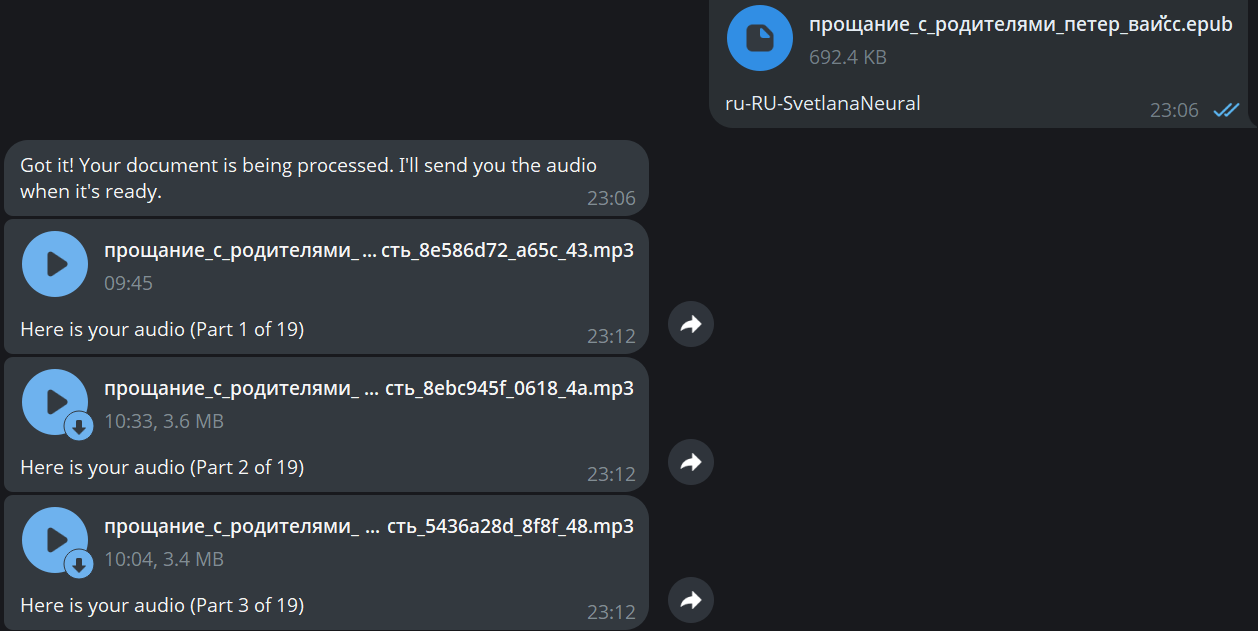 прощание_с_родителями_петер_ваисс.epub
692.4 KB
ru-RU-SvetlanaNeural
23:06
Got it! Your document is being processed. I'll send you the audio
when it's ready.
23:06
прощание_с_родителями_ ... сть_8e586d72_a65c_43.mp3
09:45
Here is your audio (Part 1 of 19)
23:12
прощание_с_родителями_ ... сть_8ebc945f_0618_4a.mp3
10:33, 3.6 MB
Here is your audio (Part 2 of 19)
23:12
прощание_с_родителями_ ... сть_5436a28d_8f8f_48.mp3
10:04, 3.4 MB
Here is your audio (Part 3 of 19)
23:12